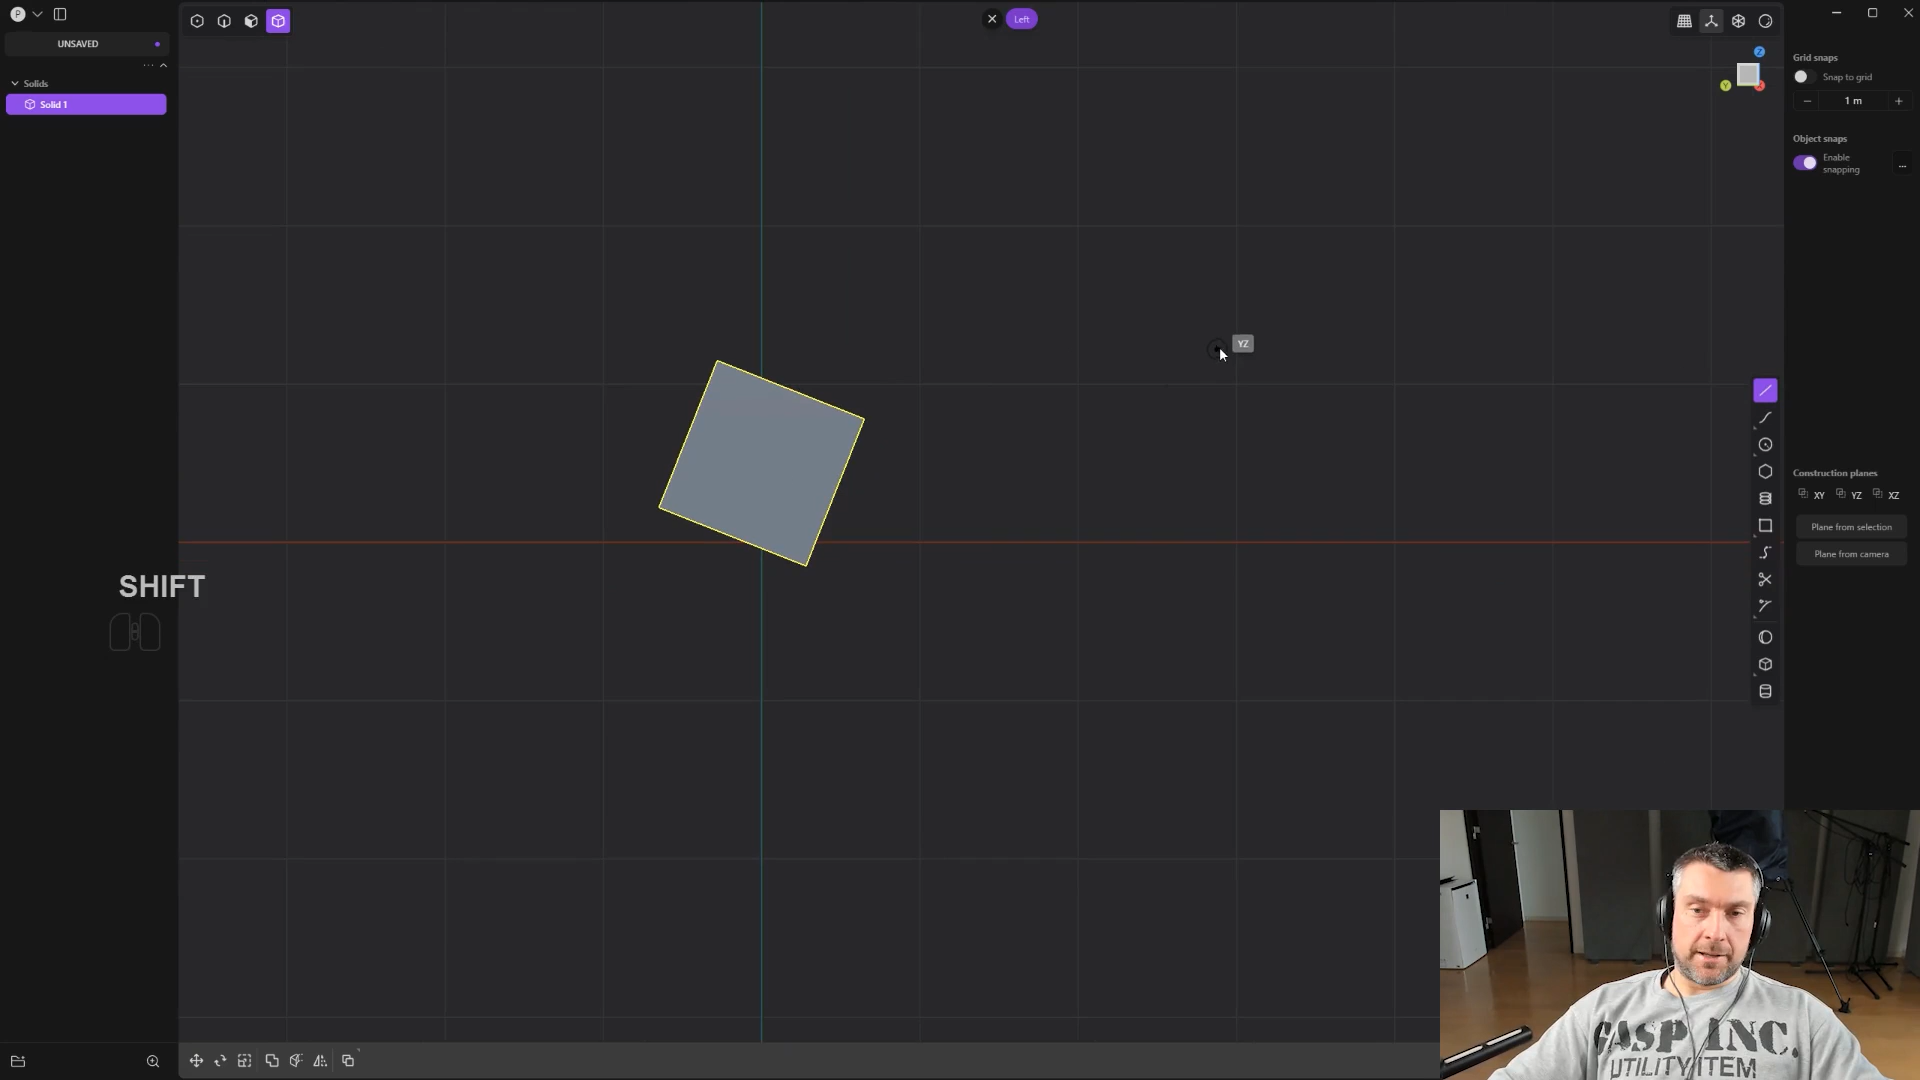 P
UNSAVED
Solids
Solid 1
Left
Z
Y
X
Grid snaps
Snap to grid
1 m
Object snaps
Enable
snapping
...
YZ
Construction planes
XY
YZ
XZ
Plane from selection
Plane from camera
SHIFT
GASP INC.
UTILITY ITEM